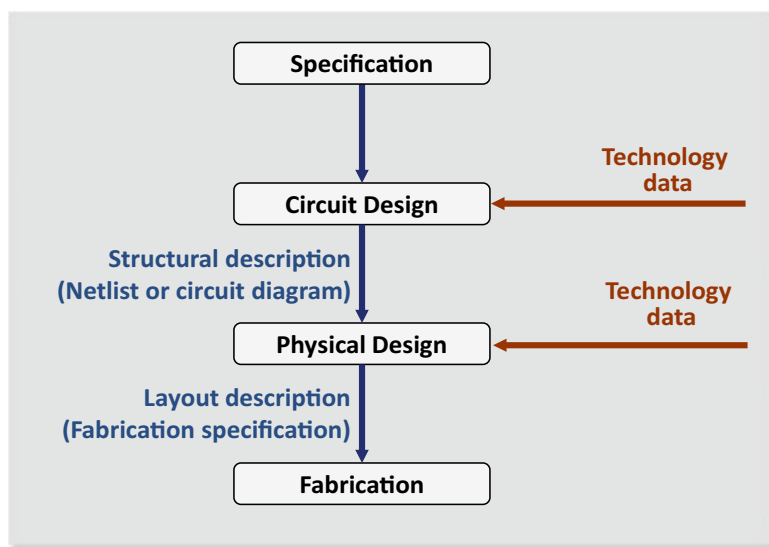 Specification
Technology
data
Circuit Design
Structural description
(Netlist or circuit diagram)
Technology
data
Physical Design
Layout description
(Fabrication specification)
Fabrication